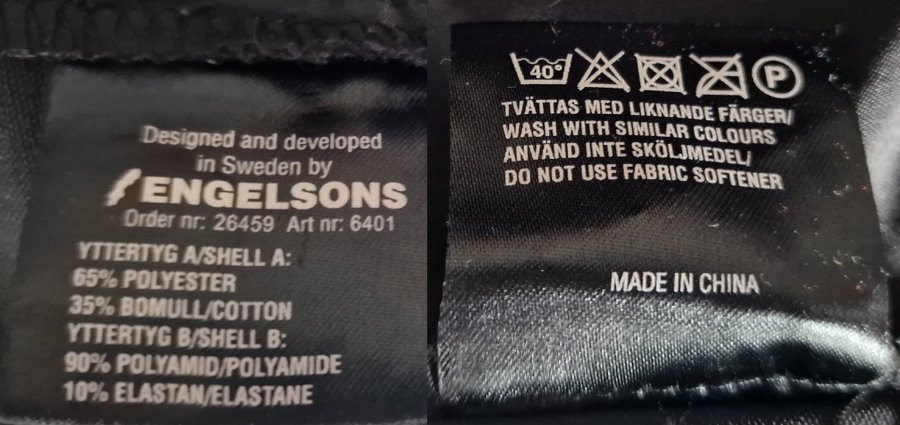 Designed and developed
in Sweden by
ENGELSONS
Order nr: 26459 Art nr: 6401
YTTERTYG A/SHELL A:
65% POLYESTER
35% BOMULL/COTTON
YTTERTYG B/SHELL B:
90% POLYAMID/POLYAMIDE
10% ELASTAN/ELASTANE
40° P
TVÄTTAS MED LIKNANDE FÄRGER/
WASH WITH SIMILAR COLOURS
ANVÄND INTE SKÖLJMEDEL/
DO NOT USE FABRIC SOFTENER
MADE IN CHINA